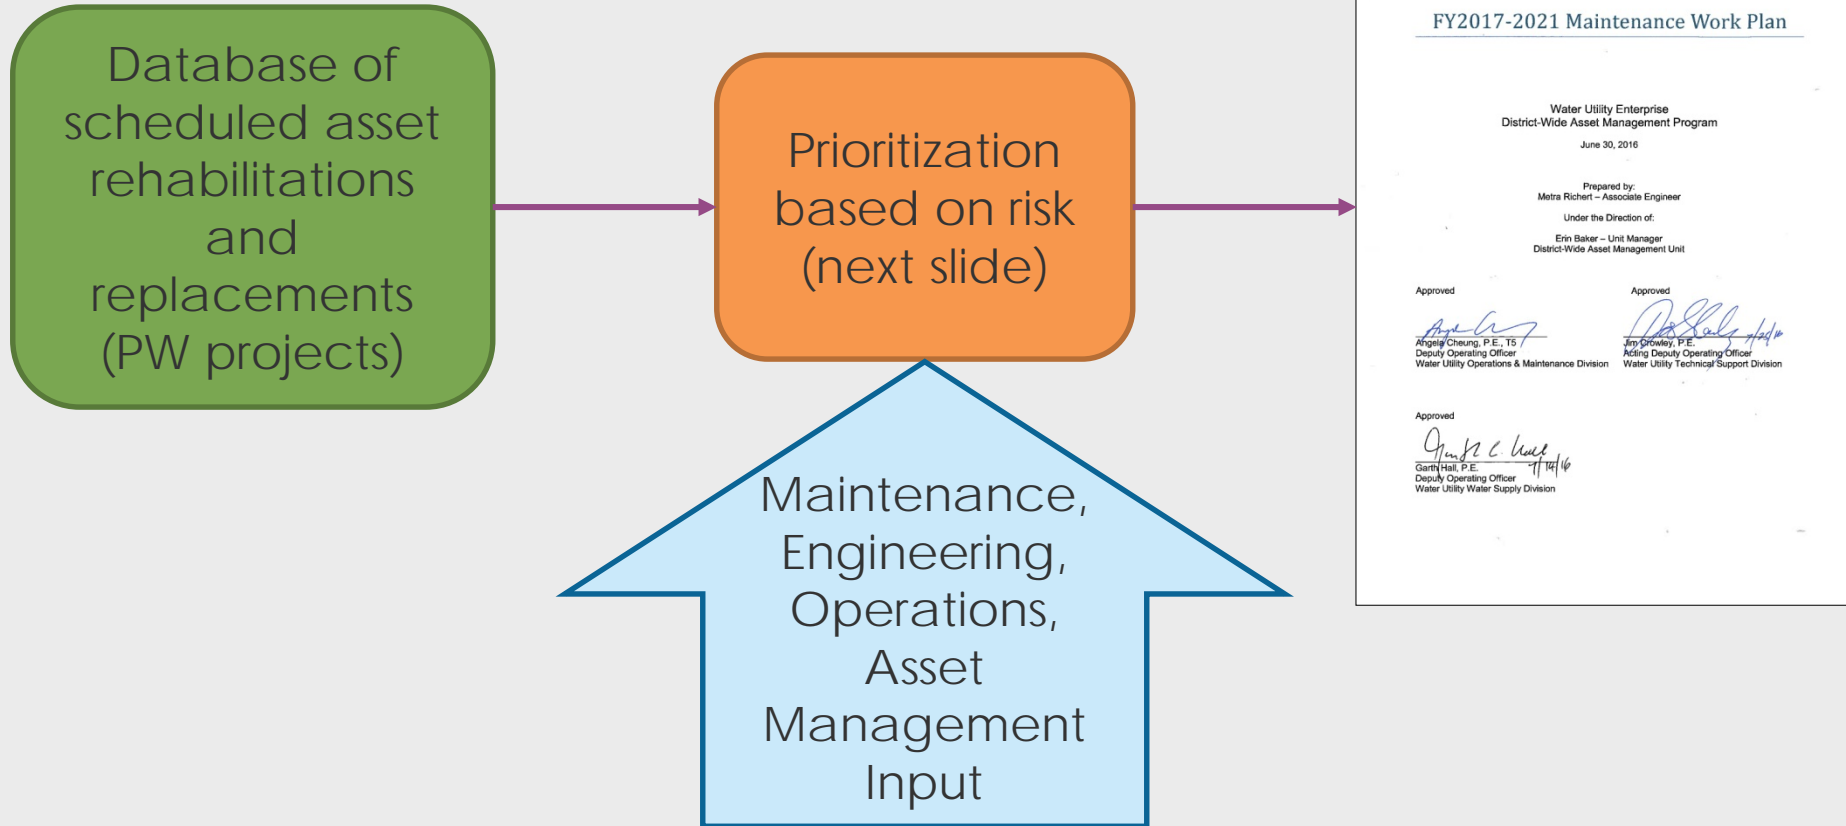 Database of
scheduled asset
rehabilitations
and
replacements
(PW projects)
Prioritization
based on risk
(next slide)
Maintenance,
Engineering,
Operations,
Asset
Management
Input
FY2017-2021 Maintenance Work Plan
Water Utility Enterprise
District-Wide Asset Management Program
June 30, 2016
Prepared by:
Metra Richert – Associate Engineer
Under the Direction of:
Erin Baker – Unit Manager
District-Wide Asset Management Unit
Approved
Angela Cheung, P.E., T5
Deputy Operating Officer
Water Utility Operations & Maintenance Division
Approved
Jim Crowley, P.E.
Acting Deputy Operating Officer
Water Utility Technical Support Division
Approved
7/14/16
Garth Hall, P.E.
Deputy Operating Officer
Water Utility Water Supply Division